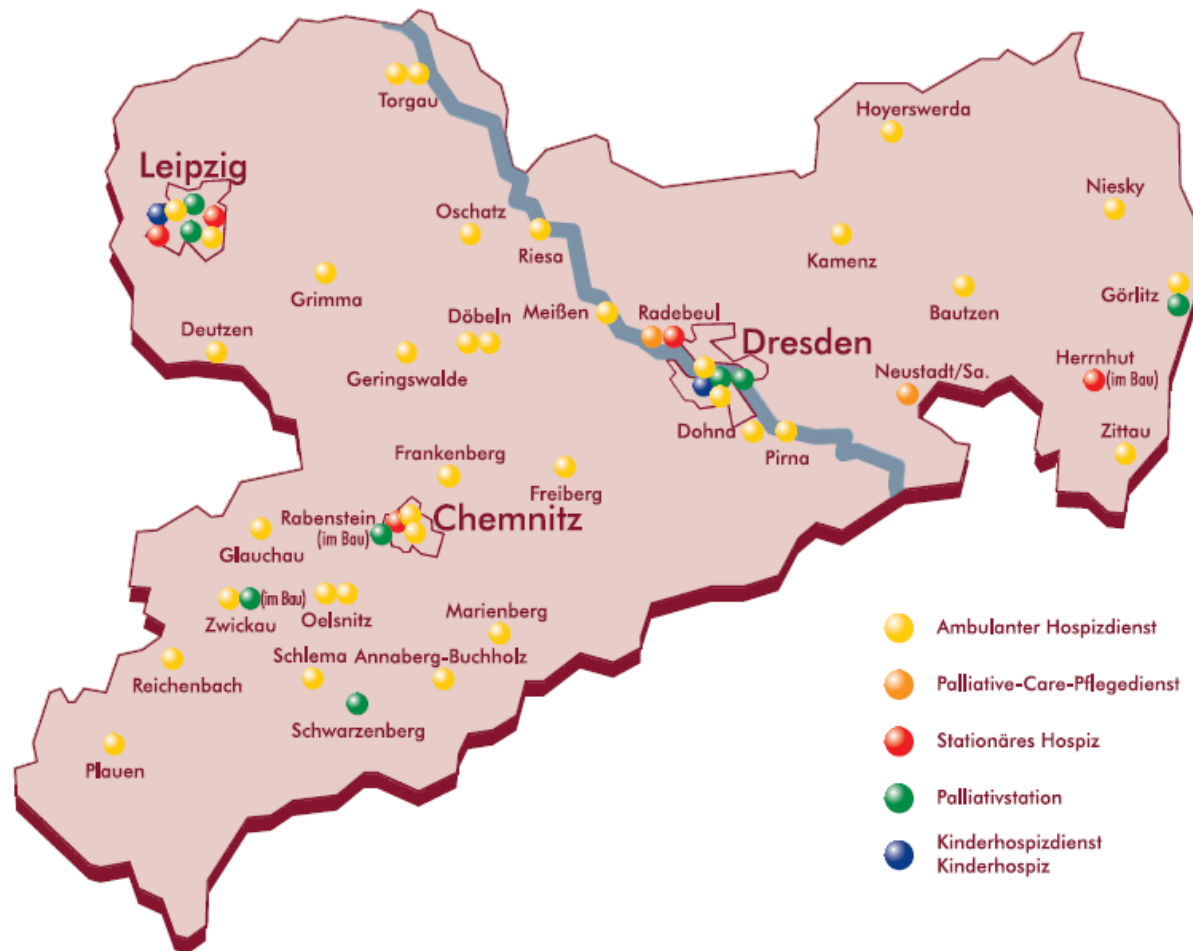 Torgau
Hoyerswerda
Leipzig
Niesky
Oschatz
Riesa
Kamenz
Grimma
Görlitz
Bautzen
Meißen
Radebeul
Döbeln
Deutzen
Dresden
Geringswalde
Neustadt/Sa.
Herrnhut
(im Bau)
Dohna
Pirna
Zittau
Frankenberg
Freiberg
Rabenstein
(im Bau)
Chemnitz
Glauchau
(im Bau)
Zwickau
Oelsnitz
Marienberg
Schlema
Annaberg-Buchholz
Reichenbach
Schwarzenberg
Plauen
Ambulanter Hospizdienst
Palliative-Care-Pflegedienst
Stationäres Hospiz
Palliativstation
Kinderhospizdienst
Kinderhospiz